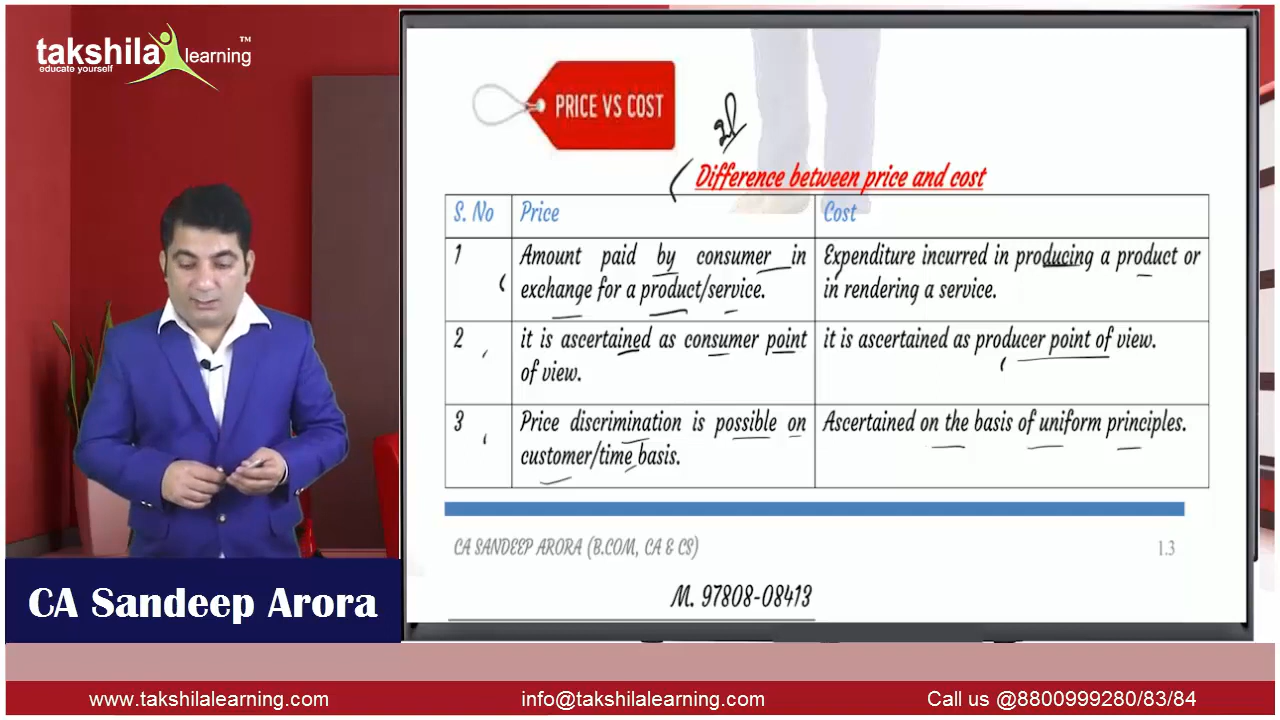 takshila learning ™
educate yourself
PRICE VS COST
Difference between price and cost
S. No Price Cost
1 Amount paid by consumer in exchange for a product/service. Expenditure incurred in producing a product or in rendering a service.
2 it is ascertained as consumer point of view. it is ascertained as producer point of view.
3 Price discrimination is possible on customer/time basis. Ascertained on the basis of uniform principles.
CA SANDEEP ARORA (B.COM, CA & CS) 1.3
M. 97808-08413
CA Sandeep Arora
www.takshilalearning.com info@takshilalearning.com Call us @8800999280/83/84